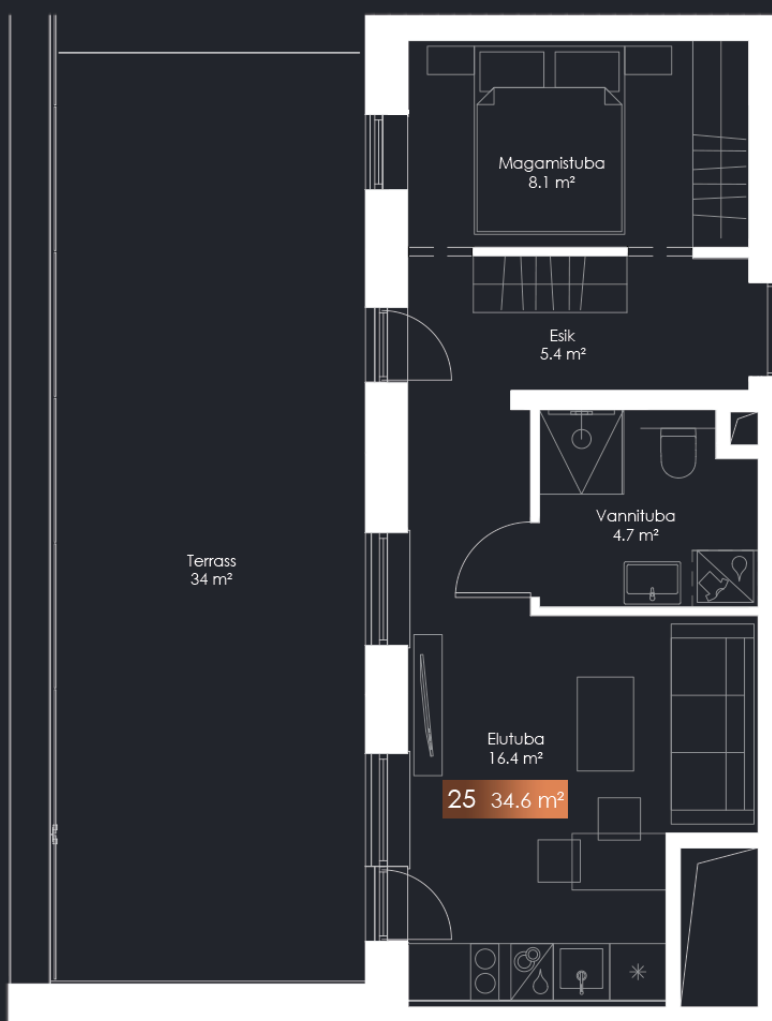 Magamistuba
8.1 m²
Esik
5.4 m²
Vannituba
4.7 m²
Terrass
34 m²
Elutuba
16.4 m²
25 34.6 m²